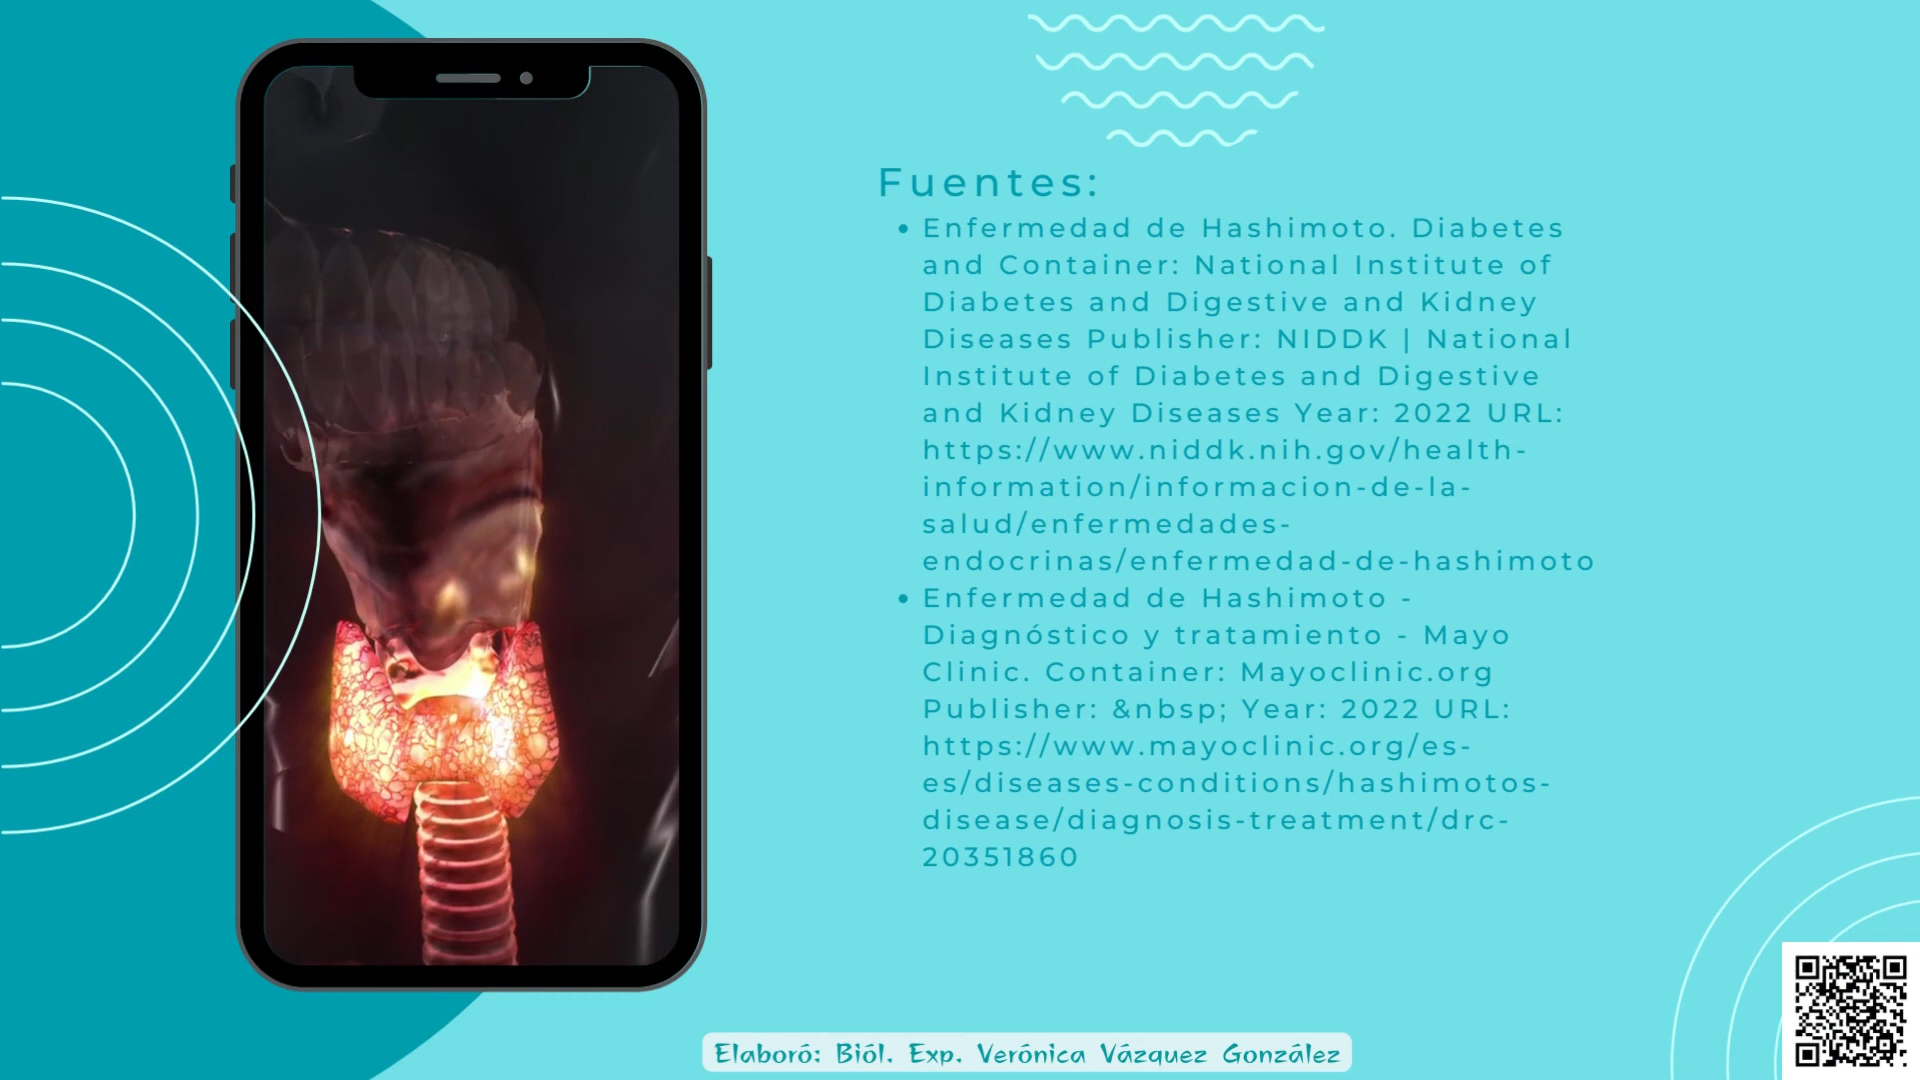 Fuentes:
• Enfermedad de Hashimoto. Diabetes
and Container: National Institute of
Diabetes and Digestive and Kidney
Diseases Publisher: NIDDK | National
Institute of Diabetes and Digestive
and Kidney Diseases Year: 2022 URL:
https://www.niddk.nih.gov/health-
information/informacion-de-la-
salud/enfermedades-
endocrinas/enfermedad-de-hashimoto
• Enfermedad de Hashimoto -
Diagnóstico y tratamiento - Mayo
Clinic. Container: Mayoclinic.org
Publisher: &nbsp; Year: 2022 URL:
https://www.mayoclinic.org/es-
es/diseases-conditions/hashimotos-
disease/diagnosis-treatment/drc-
20351860
Elaboró: Biól. Exp. Verónica Vázquez González